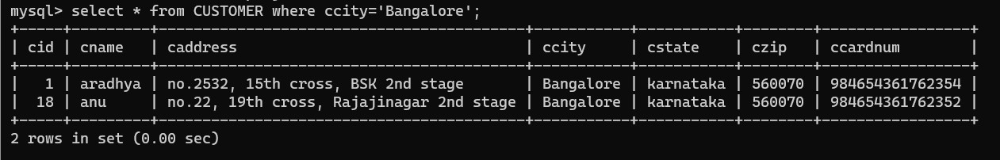 mysql> select * from CUSTOMER where ccity='Bangalore';
+-----+---------+------------------------------------------+-----------+-----------+--------+-----------------+
| cid | cname   | caddress                                 | ccity     | cstate    | czip   | ccardnum        |
+-----+---------+------------------------------------------+-----------+-----------+--------+-----------------+
|   1 | aradhya | no.2532, 15th cross, BSK 2nd stage       | Bangalore | karnataka | 560070 | 984654361762354 |
|  18 | anu     | no.22, 19th cross, Rajajinagar 2nd stage | Bangalore | karnataka | 560070 | 984654361762352 |
+-----+---------+------------------------------------------+-----------+-----------+--------+-----------------+
2 rows in set (0.00 sec)